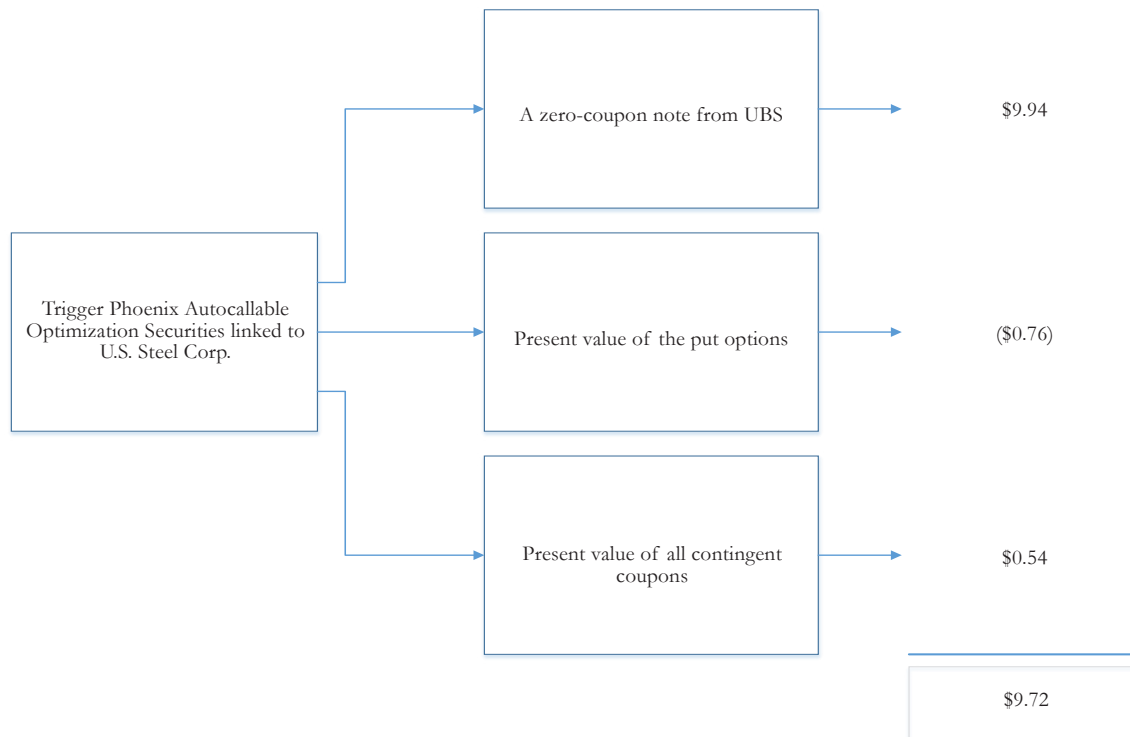 A zero-coupon note from UBS
$9.94
Trigger Phoenix Autocallable
Optimization Securities linked to
U.S. Steel Corp.
Present value of the put options
($0.76)
Present value of all contingent
coupons
$0.54
$9.72